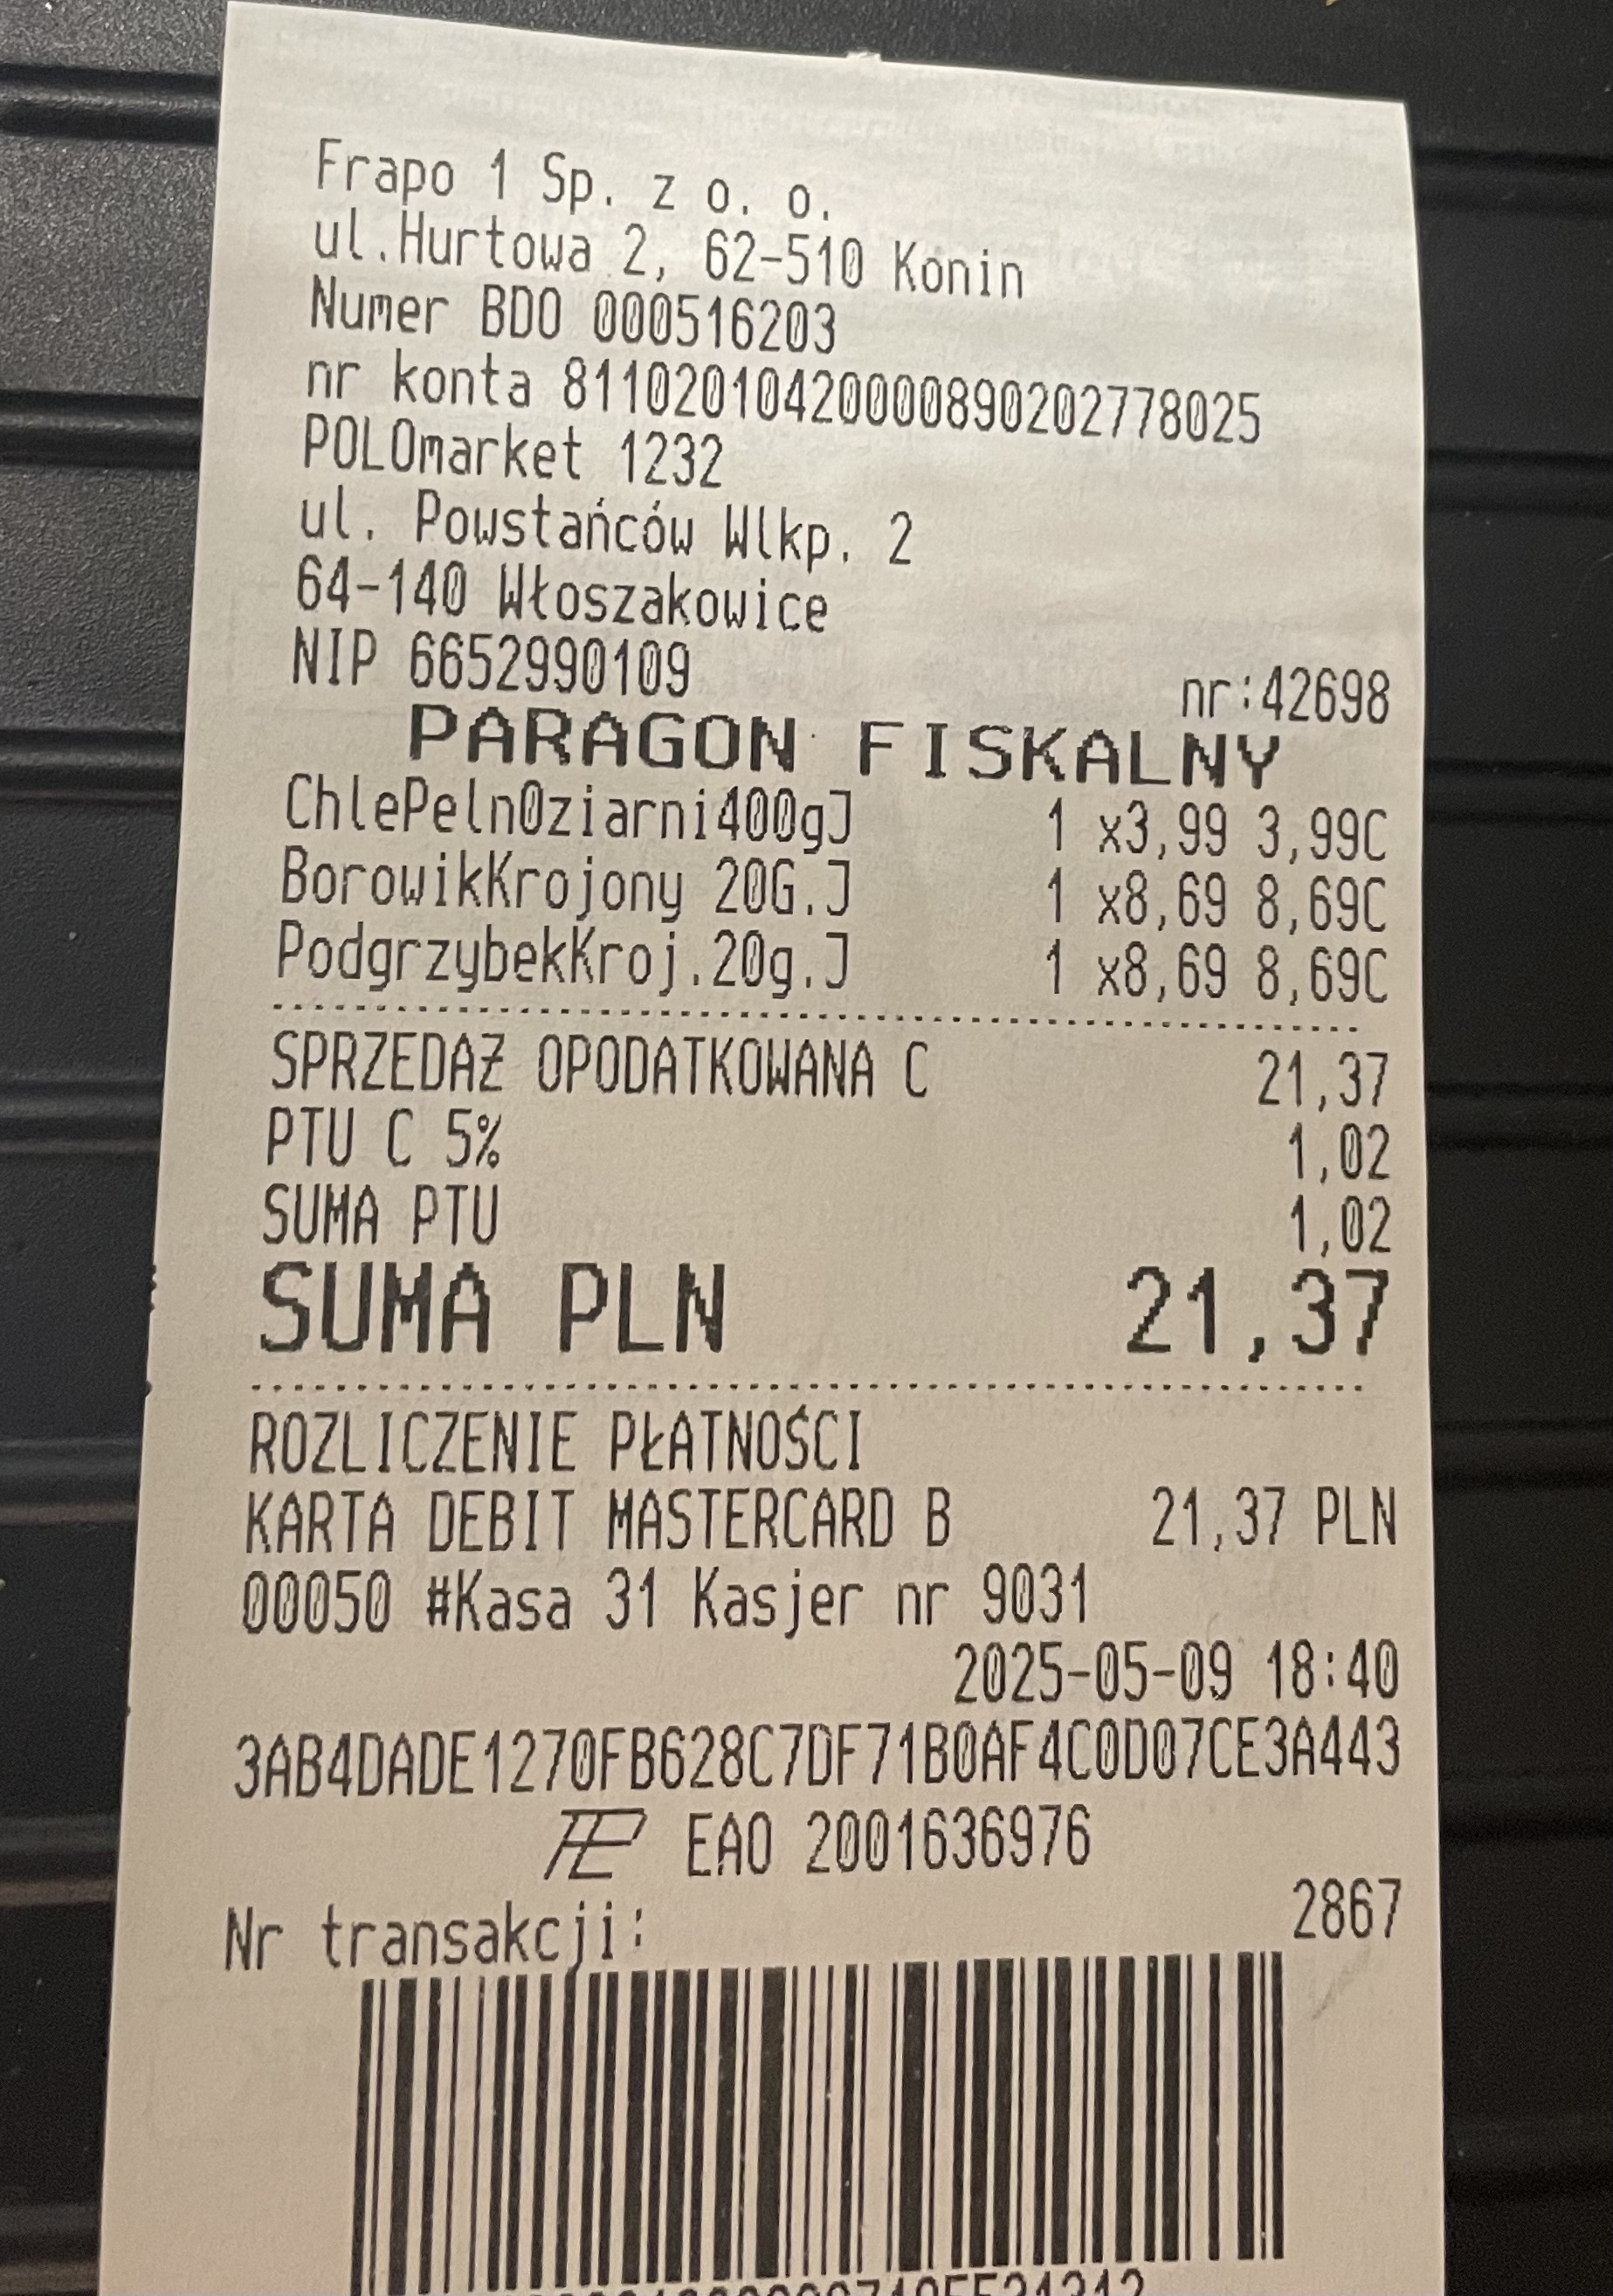 Frapo 1 Sp. z o. o.
ul.Hurtowa 2, 62-510 Konin
Numer BDO 000516203
nr konta 81102010420000890202778025
POLOmarket 1232
ul. Powstańców Wlkp. 2
64-140 Włoszakowice
NIP 6652990109
nr:42698
PARAGON FISKALNY
ChlePeln0ziarni400gJ 1 x3,99 3,99C
BorowikKrojony 20G.J 1 x8,69 8,69C
PodgrzybekKroj.20g.J 1 x8,69 8,69C
SPRZEDAŻ OPODATKOWANA C 21,37
PTU C 5% 1,02
SUMA PTU 1,02
SUMA PLN 21,37
ROZLICZENIE PŁATNOŚCI
KARTA DEBIT MASTERCARD B 21,37 PLN
00050 #Kasa 31 Kasjer nr 9031
2025-05-09 18:40
3AB4DADE1270FB628C7DF71B0AF4C0D07CE3A443
EAO 2001636976
Nr transakcji: 2867